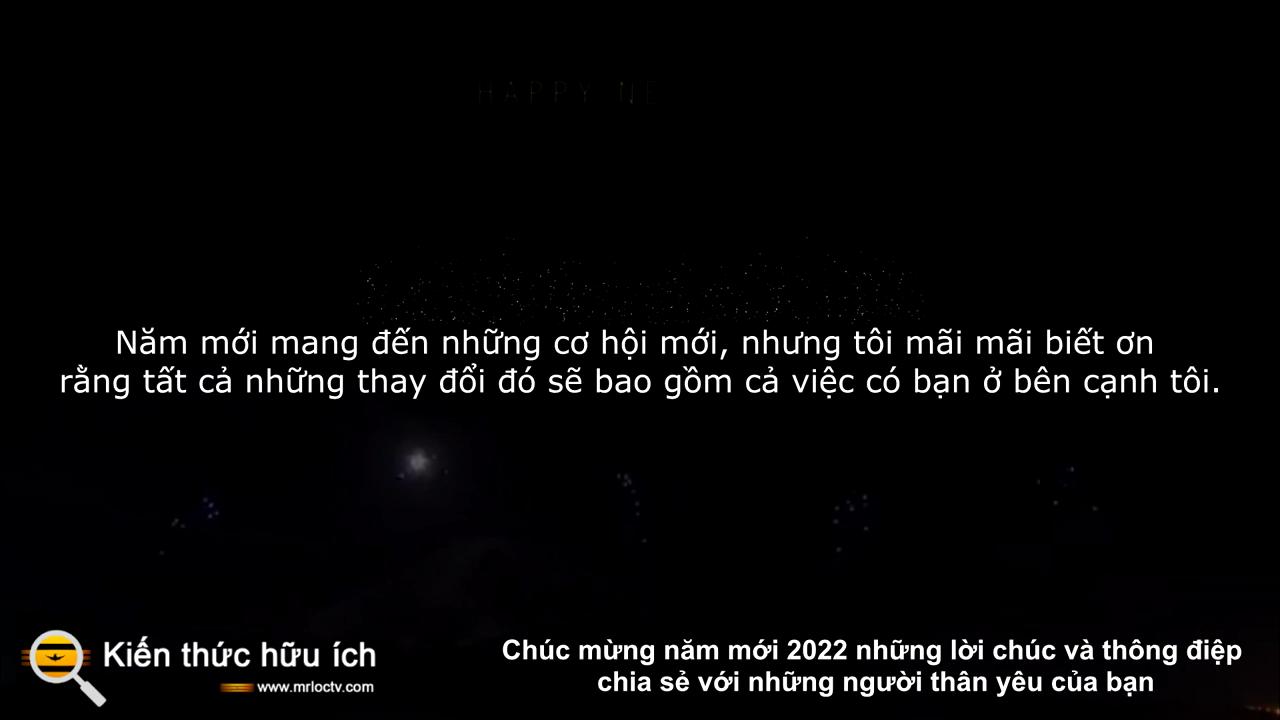 HAPPY NE
Năm mới mang đến những cơ hội mới, nhưng tôi mãi mãi biết ơn
rằng tất cả những thay đổi đó sẽ bao gồm cả việc có bạn ở bên cạnh tôi.
Kiến thức hữu ích
www.mrloctv.com
Chúc mừng năm mới 2022 những lời chúc và thông điệp
chia sẻ với những người thân yêu của bạn